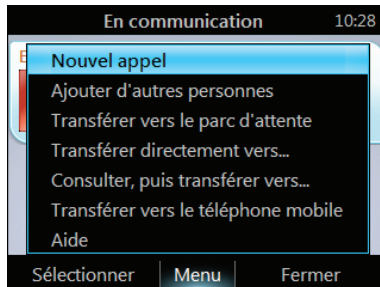 En communication 10:28
Nouvel appel
Ajouter d'autres personnes
Transférer vers le parc d'attente
Transférer directement vers...
Consulter, puis transférer vers...
Transférer vers le téléphone mobile
Aide
Sélectionner Menu Fermer